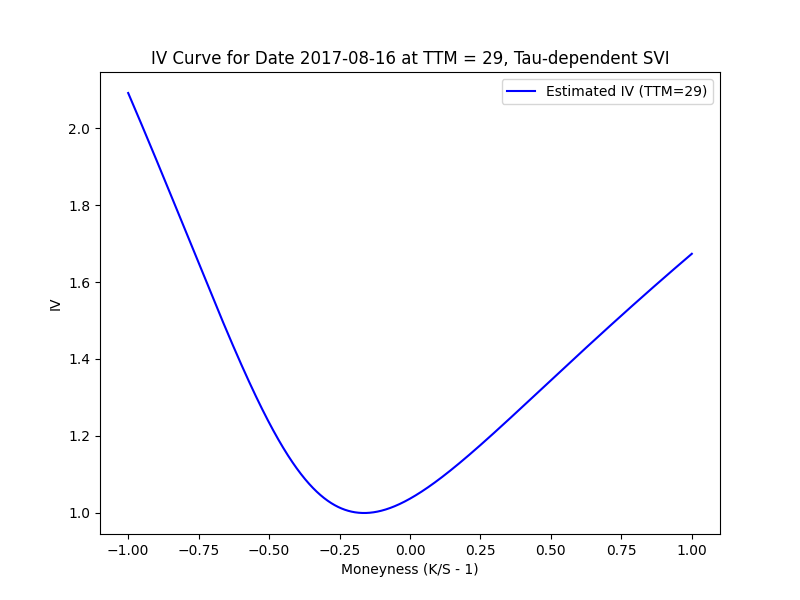 IV Curve for Date 2017-08-16 at TTM = 29, Tau-dependent SVI
Estimated IV (TTM=29)
2.0
1.8
1.6
1.4
1.2
1.0
IV
−1.00 −0.75 −0.50 −0.25 0.00 0.25 0.50 0.75 1.00
Moneyness (K/S - 1)